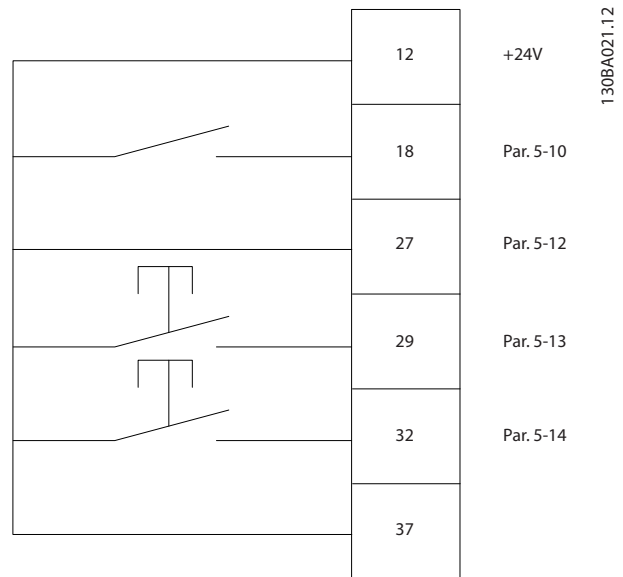 12 +24V
18 Par. 5-10
27 Par. 5-12
29 Par. 5-13
32 Par. 5-14
37
130BA021.12